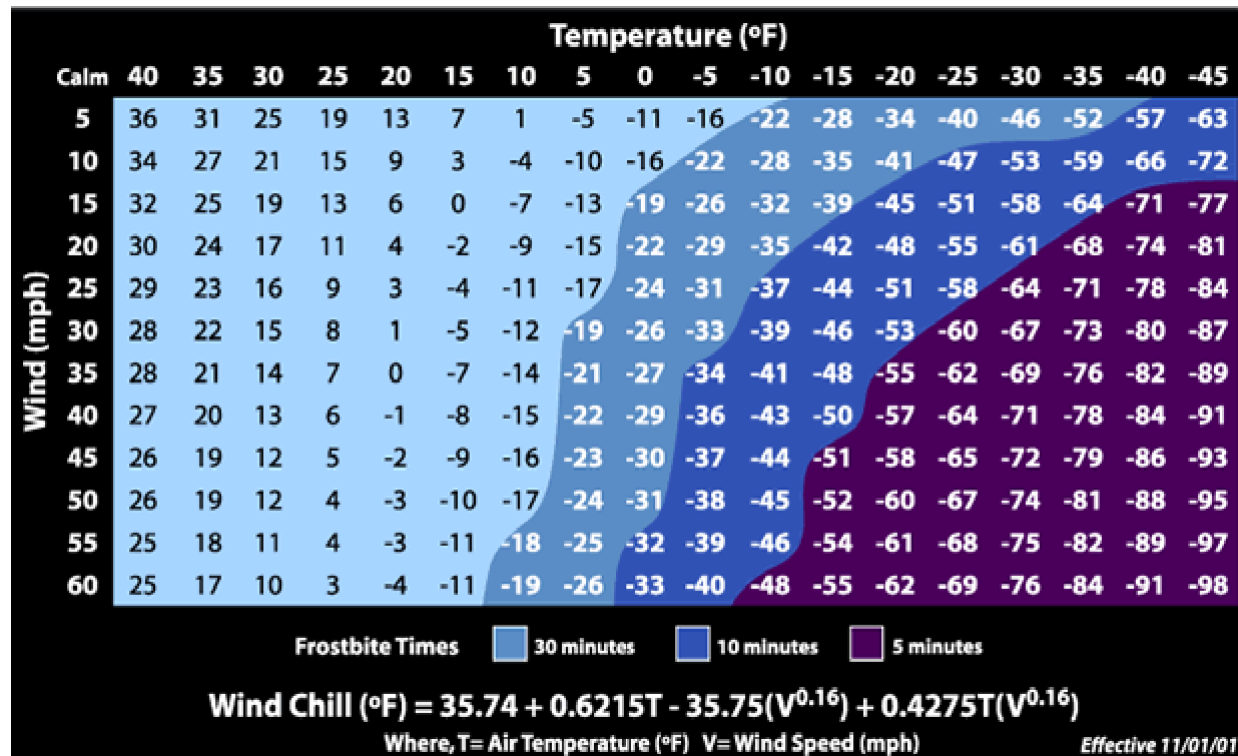 Temperature (ºF)
Calm 40 35 30 25 20 15 10 5 0 -5 -10 -15 -20 -25 -30 -35 -40 -45
Wind (mph)
5 36 31 25 19 13 7 1 -5 -11 -16 -22 -28 -34 -40 -46 -52 -57 -63
10 34 27 21 15 9 3 -4 -10 -16 -22 -28 -35 -41 -47 -53 -59 -66 -72
15 32 25 19 13 6 0 -7 -13 -19 -26 -32 -39 -45 -51 -58 -64 -71 -77
20 30 24 17 11 4 -2 -9 -15 -22 -29 -35 -42 -48 -55 -61 -68 -74 -81
25 29 23 16 9 3 -4 -11 -17 -24 -31 -37 -44 -51 -58 -64 -71 -78 -84
30 28 22 15 8 1 -5 -12 -19 -26 -33 -39 -46 -53 -60 -67 -73 -80 -87
35 28 21 14 7 0 -7 -14 -21 -27 -34 -41 -48 -55 -62 -69 -76 -82 -89
40 27 20 13 6 -1 -8 -15 -22 -29 -36 -43 -50 -57 -64 -71 -78 -84 -91
45 26 19 12 5 -2 -9 -16 -23 -30 -37 -44 -51 -58 -65 -72 -79 -86 -93
50 26 19 12 4 -3 -10 -17 -24 -31 -38 -45 -52 -60 -67 -74 -81 -88 -95
55 25 18 11 4 -3 -11 -18 -25 -32 -39 -46 -54 -61 -68 -75 -82 -89 -97
60 25 17 10 3 -4 -11 -19 -26 -33 -40 -48 -55 -62 -69 -76 -84 -91 -98
Frostbite Times 30 minutes 10 minutes 5 minutes
Wind Chill (ºF) = 35.74 + 0.6215T - 35.75(V^0.16) + 0.4275T(V^0.16)
Where, T= Air Temperature (ºF) V= Wind Speed (mph) Effective 11/01/01